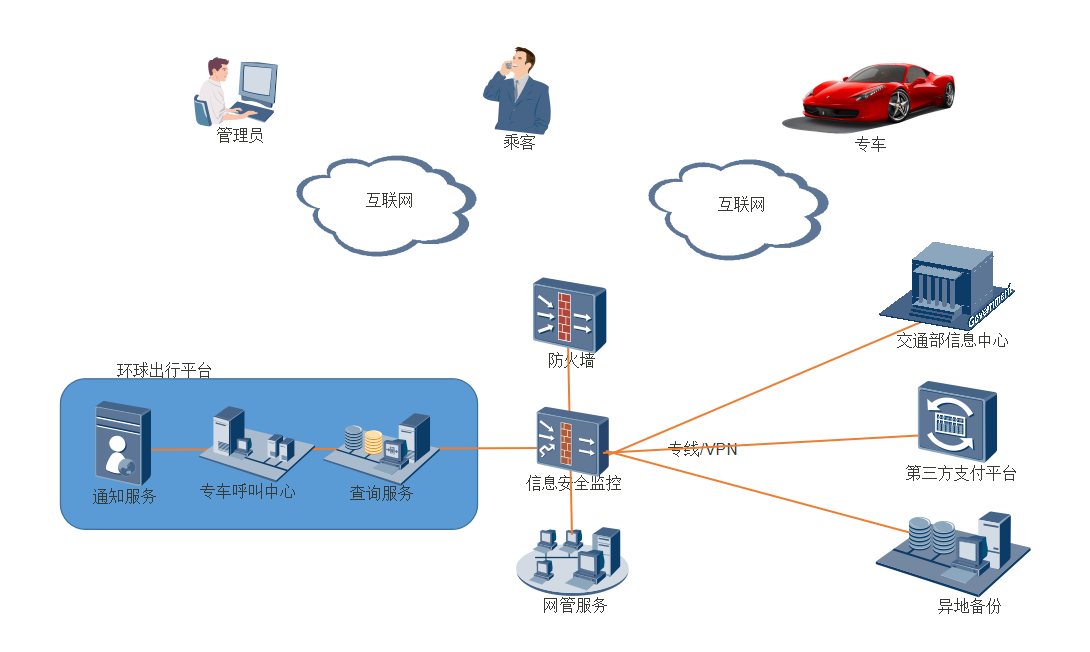 管理员
乘客
专车
互联网
互联网
Government
防火墙
交通部信息中心
环球出行平台
专线/VPN
第三方支付平台
信息安全监控
通知服务
专车呼叫中心
查询服务
网管服务
异地备份